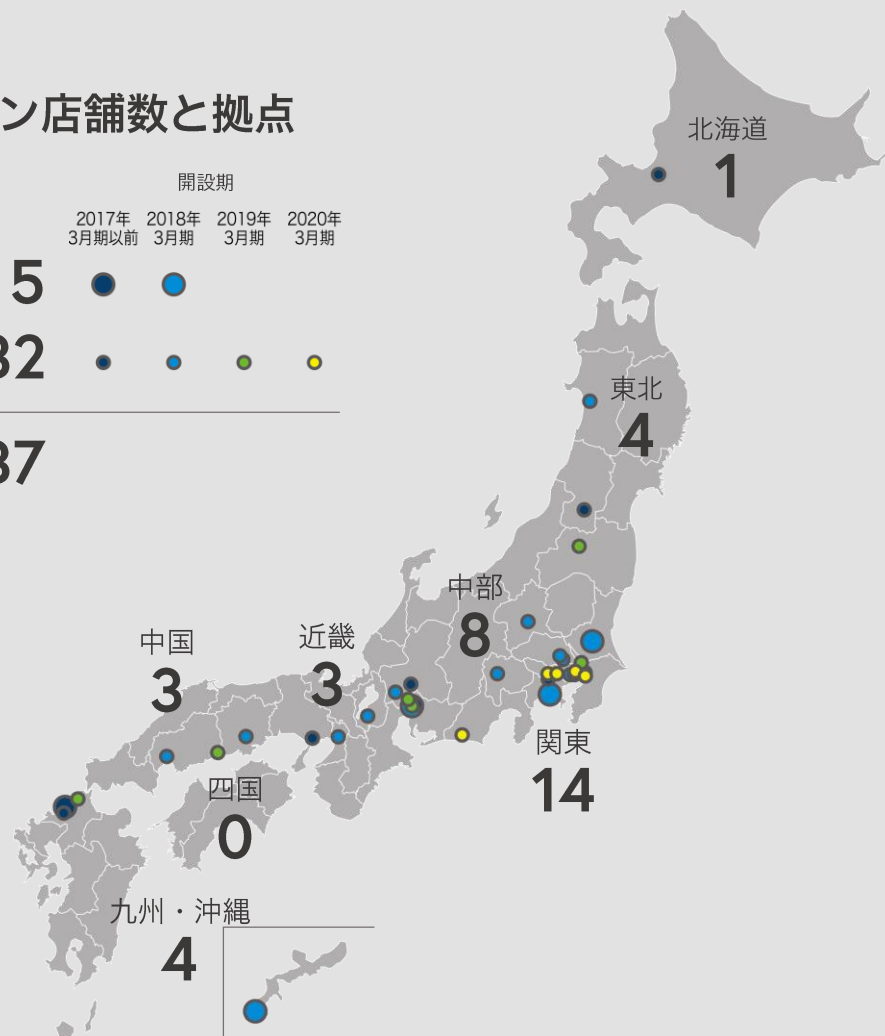 ン店舗数と拠点
開設期
2017年 2018年 2019年 2020年
3月期以前 3月期 3月期 3月期
5
32
37
北海道
1
東北
4
中部
8
中国
3
近畿
3
関東
14
四国
0
九州・沖縄
4